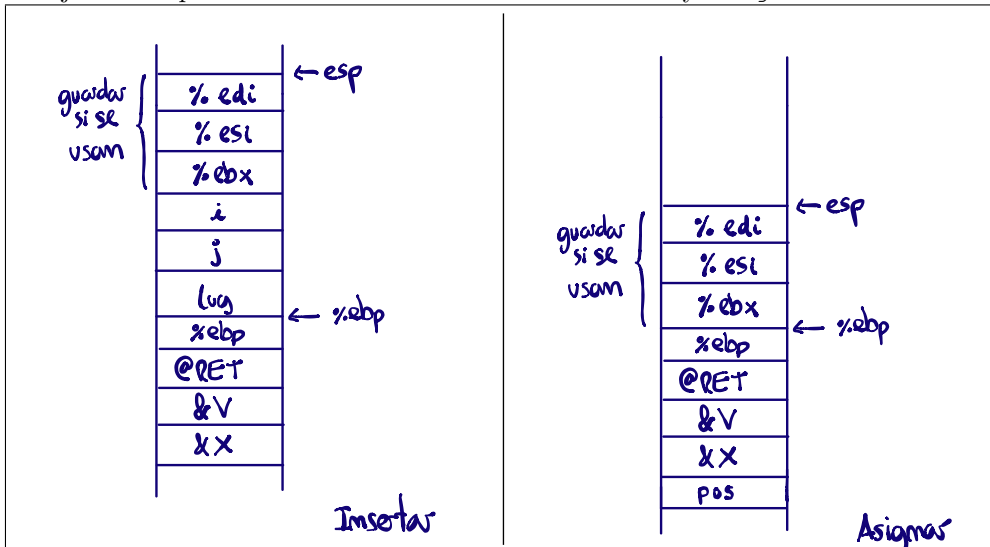 ← esp
guardar
si se
usan
% edi
% esi
% ebx
i
j
lug
← %ebp
%ebp
@RET
&V
&X
Insertar
← esp
guardar
si se
usan
% edi
% esi
% ebx
← %ebp
%ebp
@RET
&V
&X
pos
Asignar